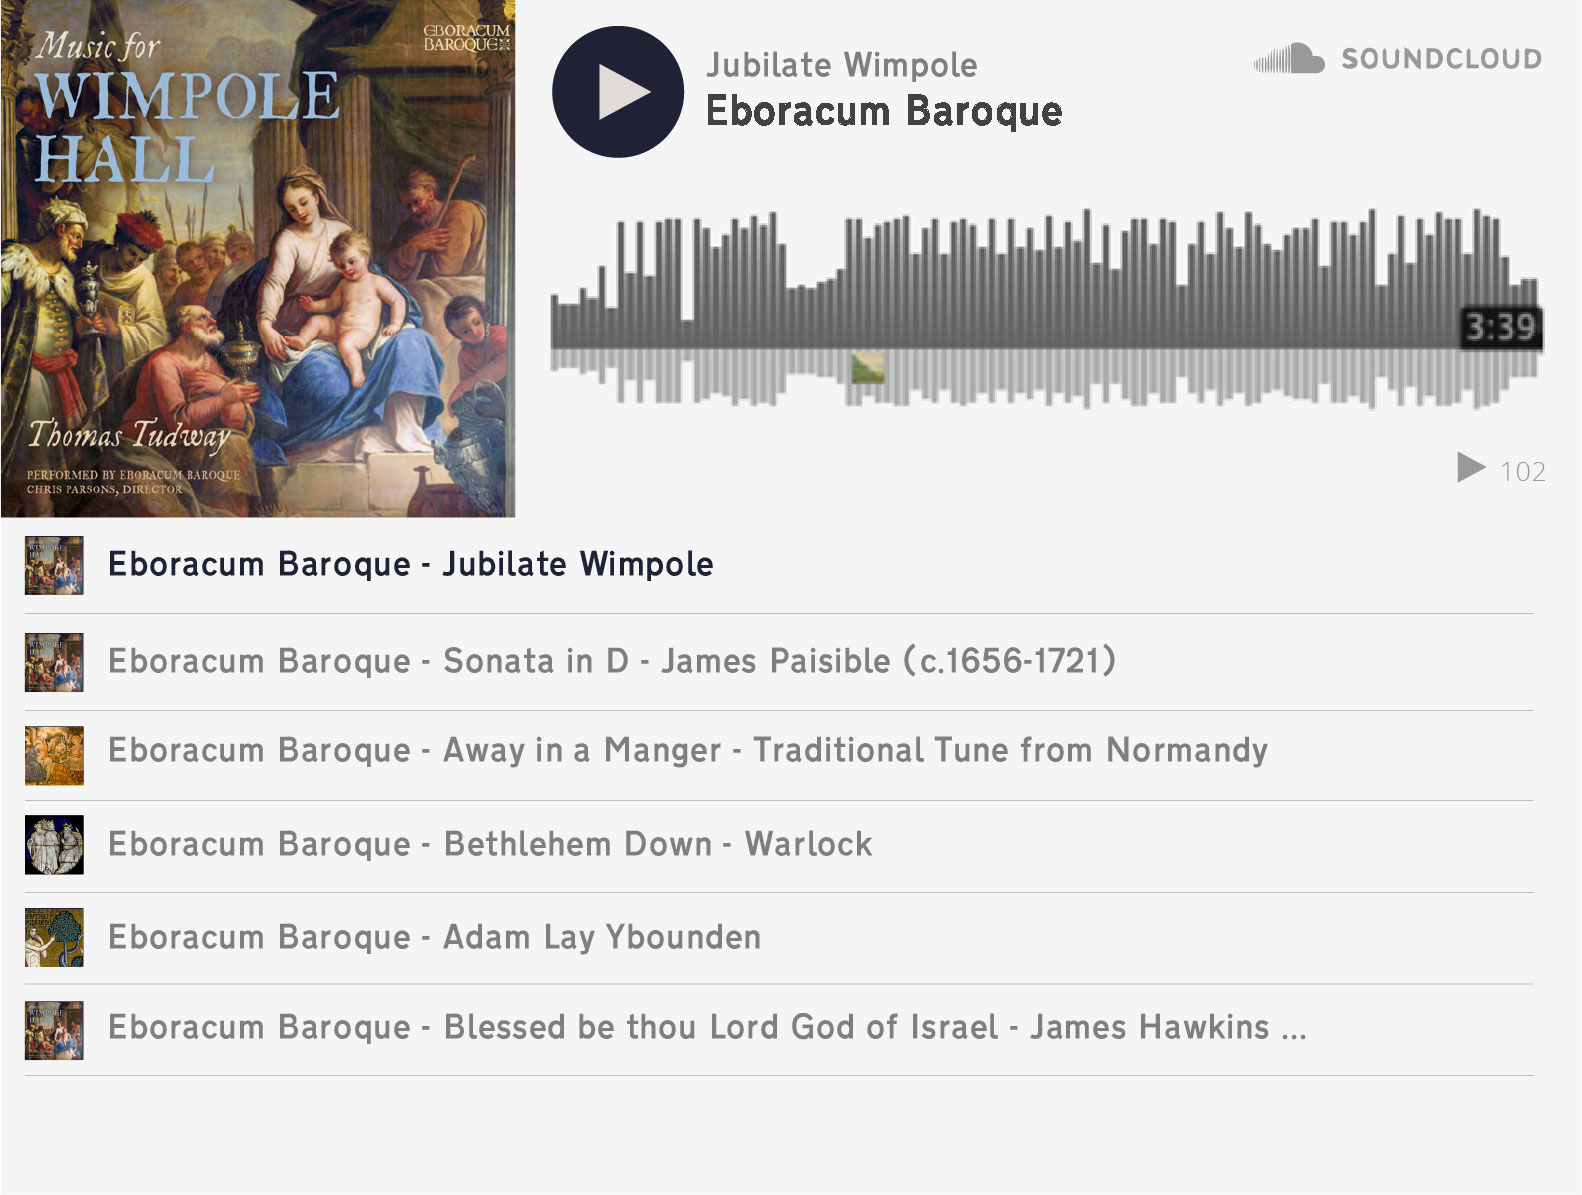 Music for
WIMPOLE
HALL
EBORACUM
BAROQUE
Thomas Tudway
PERFORMED BY EBORACUM BAROQUE
CHRIS PARSONS, DIRECTOR
Jubilate Wimpole
Eboracum Baroque
SOUNDCLOUD
3:39
102
Eboracum Baroque - Jubilate Wimpole
Eboracum Baroque - Sonata in D - James Paisible (c.1656-1721)
Eboracum Baroque - Away in a Manger - Traditional Tune from Normandy
Eboracum Baroque - Bethlehem Down - Warlock
Eboracum Baroque - Adam Lay Ybounden
Eboracum Baroque - Blessed be thou Lord God of Israel - James Hawkins ...